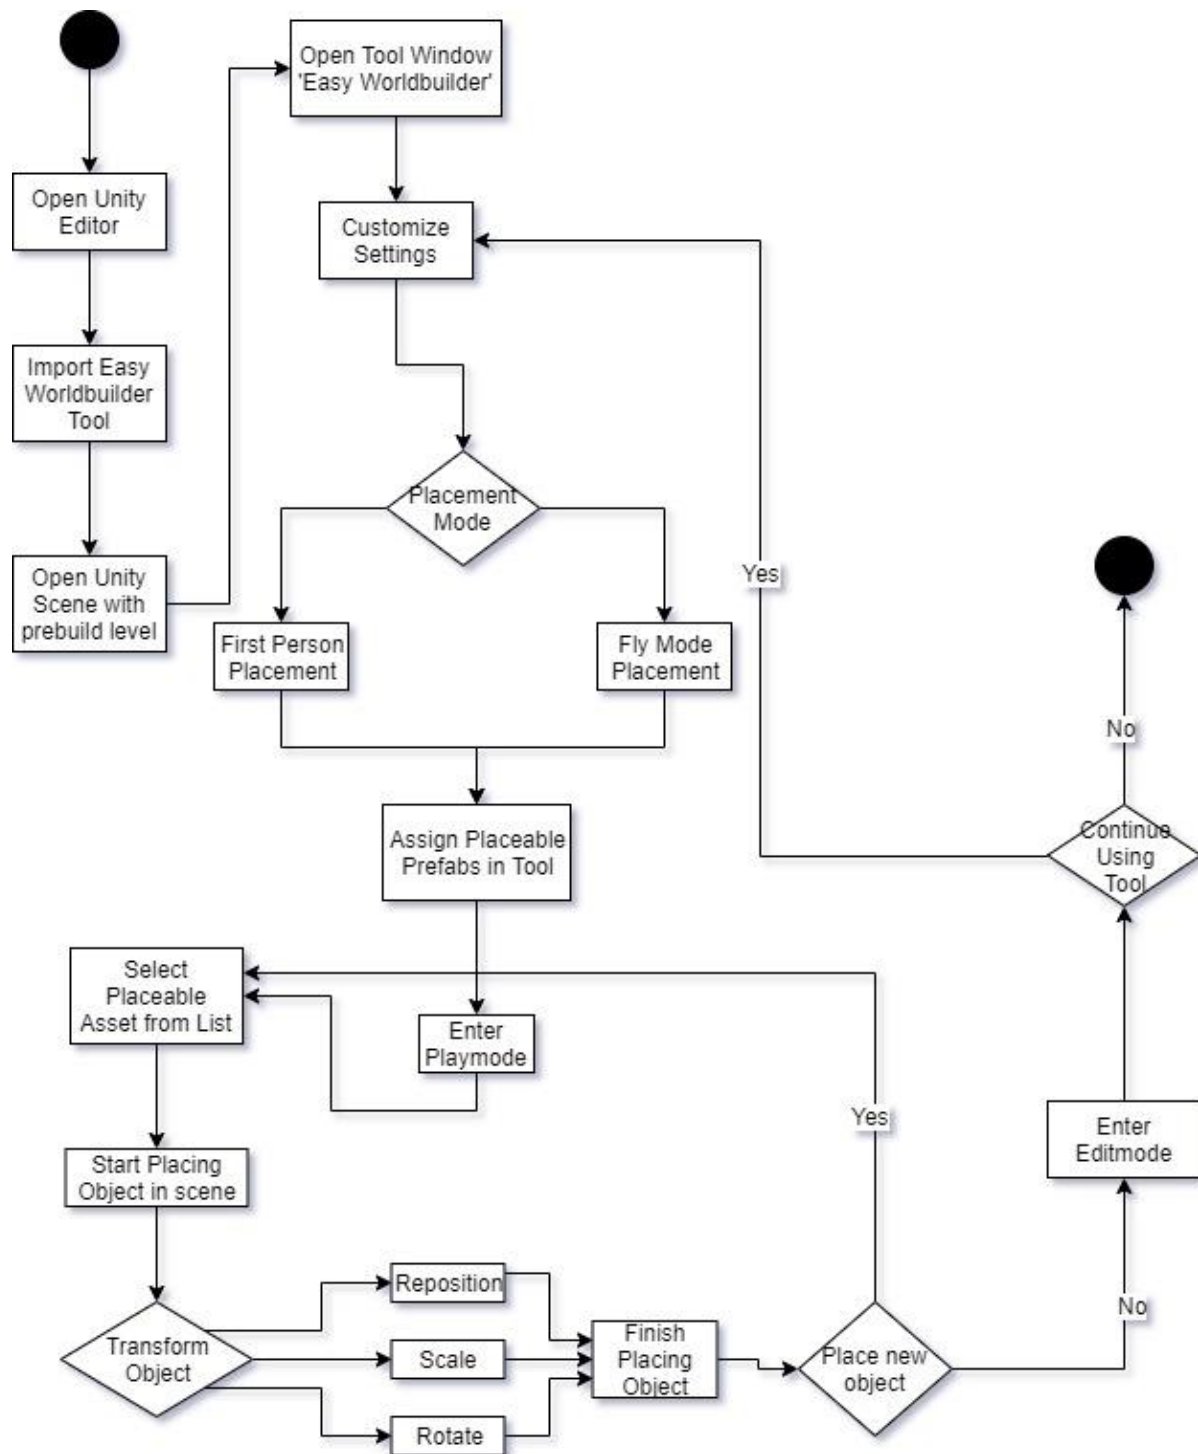 Open Tool Window
'Easy Worldbuilder'
Open Unity
Editor
Customize
Settings
Import Easy
Worldbuilder
Tool
Placement
Mode
Open Unity
Scene with
prebuild level
Yes
First Person
Placement
Fly Mode
Placement
No
Assign Placeable
Prefabs in Tool
Continue
Using
Tool
Select
Placeable
Asset from List
Enter
Playmode
Yes
Enter
Editmode
Start Placing
Object in scene
Reposition
No
Transform
Object
Scale
Finish
Placing
Object
Place new
object
Rotate